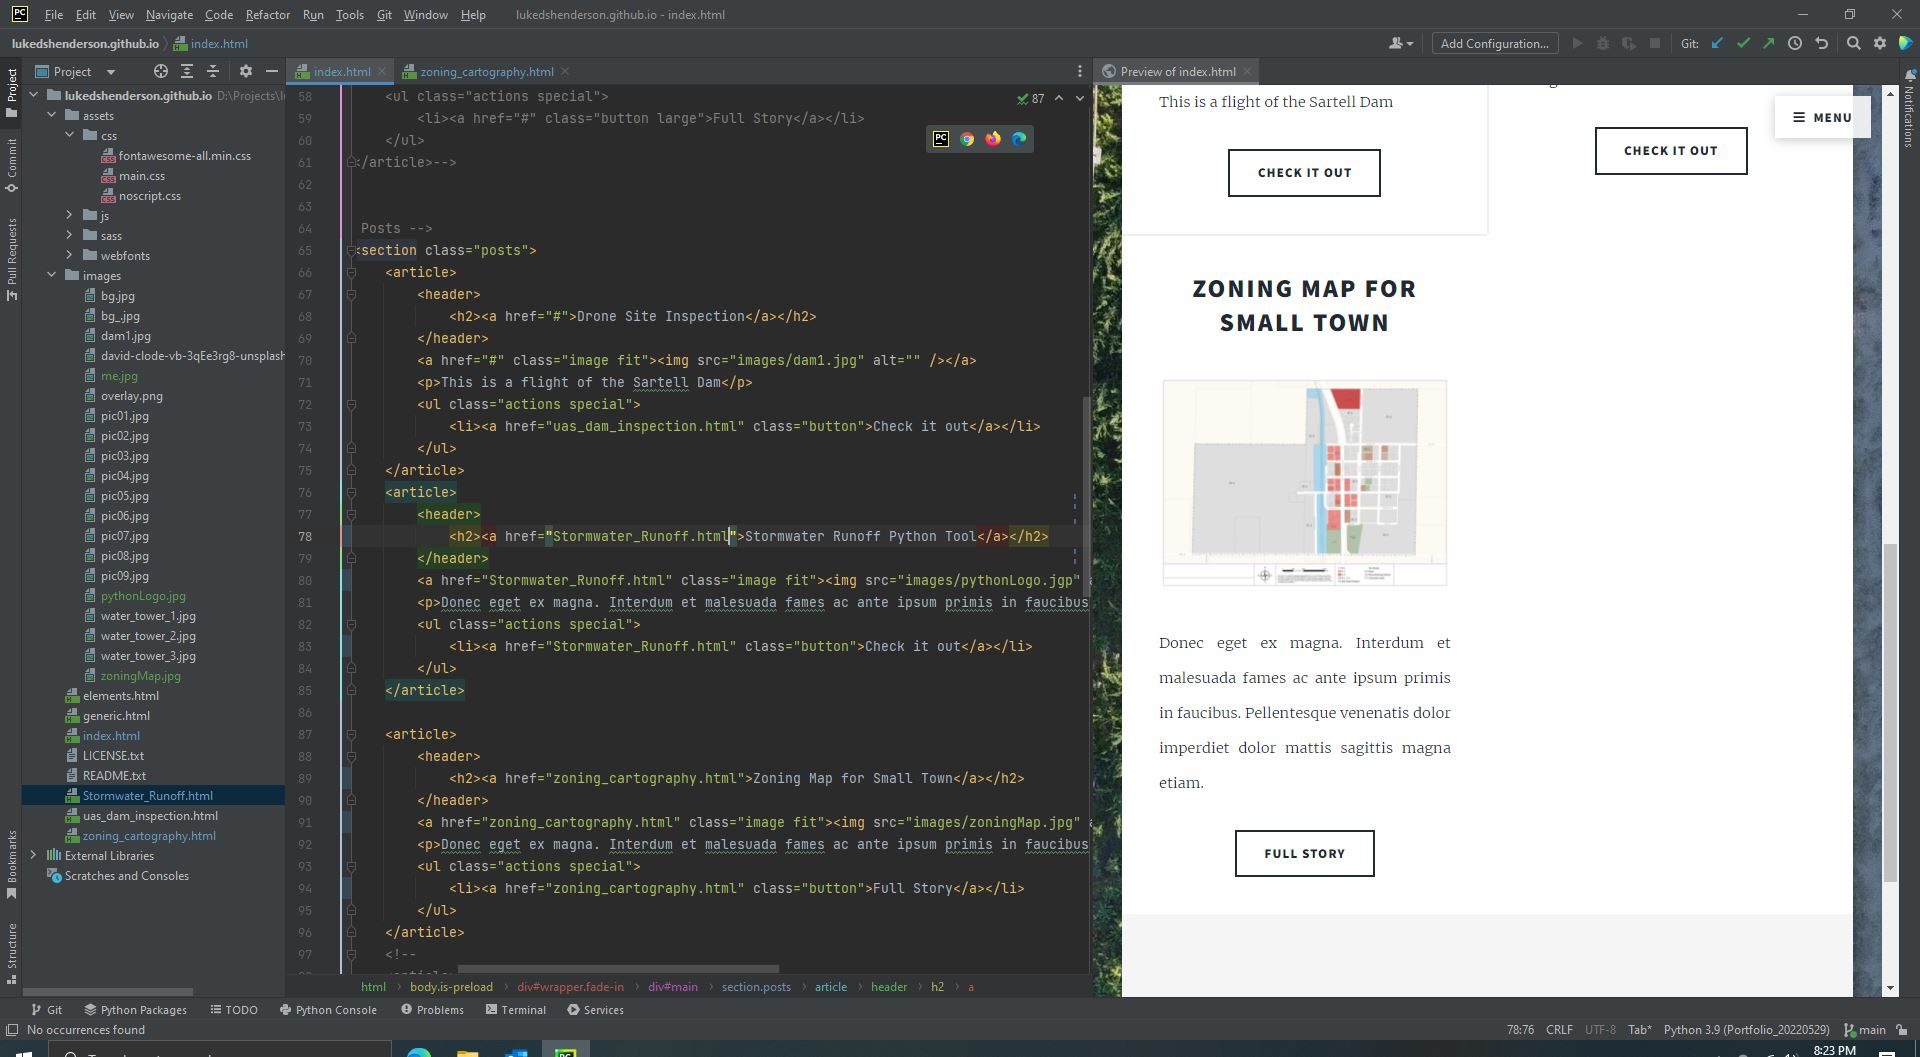 PC File Edit View Navigate Code Refactor Run Tools Git Window Help lukedshenderson.github.io - index.html
lukedshenderson.github.io index.html
Add Configuration... Git:
Project
index.html
zoning_cartography.html
Preview of index.html
Project
Commit
Pull Requests
Bookmarks
Structure
lukedshenderson.github.io D:\Projects\l
assets
css
fontawesome-all.min.css
main.css
noscript.css
js
sass
webfonts
images
bg.jpg
bg_.jpg
dam1.jpg
david-clode-vb-3qEe3rg8-unsplash
me.jpg
overlay.png
pic01.jpg
pic02.jpg
pic03.jpg
pic04.jpg
pic05.jpg
pic06.jpg
pic07.jpg
pic08.jpg
pic09.jpg
pythonLogo.jpg
water_tower_1.jpg
water_tower_2.jpg
water_tower_3.jpg
zoningMap.jpg
elements.html
generic.html
index.html
LICENSE.txt
README.txt
Stormwater_Runoff.html
uas_dam_inspection.html
zoning_cartography.html
External Libraries
Scratches and Consoles
87
PC
58 <ul class="actions special">
59 <li><a href="#" class="button large">Full Story</a></li>
60 </ul>
61 </article>-->
62
63
64 Posts -->
65 <section class="posts">
66 <article>
67 <header>
68 <h2><a href="#">Drone Site Inspection</a></h2>
69 </header>
70 <a href="#" class="image fit"><img src="images/dam1.jpg" alt="" /></a>
71 <p>This is a flight of the Sartell Dam</p>
72 <ul class="actions special">
73 <li><a href="uas_dam_inspection.html" class="button">Check it out</a></li>
74 </ul>
75 </article>
76 <article>
77 <header>
78 <h2><a href="Stormwater_Runoff.html">Stormwater Runoff Python Tool</a></h2>
79 </header>
80 <a href="Stormwater_Runoff.html" class="image fit"><img src="images/pythonLogo.jgp" a
81 <p>Donec eget ex magna. Interdum et malesuada fames ac ante ipsum primis in faucibus
82 <ul class="actions special">
83 <li><a href="Stormwater_Runoff.html" class="button">Check it out</a></li>
84 </ul>
85 </article>
86
87 <article>
88 <header>
89 <h2><a href="zoning_cartography.html">Zoning Map for Small Town</a></h2>
90 </header>
91 <a href="zoning_cartography.html" class="image fit"><img src="images/zoningMap.jpg" a
92 <p>Donec eget ex magna. Interdum et malesuada fames ac ante ipsum primis in faucibus
93 <ul class="actions special">
94 <li><a href="zoning_cartography.html" class="button">Full Story</a></li>
95 </ul>
96 </article>
97 <!--
html body.is-preload div#wrapper.fade-in div#main section.posts article header h2 a
This is a flight of the Sartell Dam
CHECK IT OUT
CHECK IT OUT
MENU
ZONING MAP FOR
SMALL TOWN
Donec eget ex magna. Interdum et
malesuada fames ac ante ipsum primis
in faucibus. Pellentesque venenatis dolor
imperdiet dolor mattis sagittis magna
etiam.
FULL STORY
Notifications
Git Python Packages TODO Python Console Problems Terminal Services
No occurrences found
78:76 CRLF UTF-8 Tab* Python 3.9 (Portfolio_20220529) main
8:23 PM